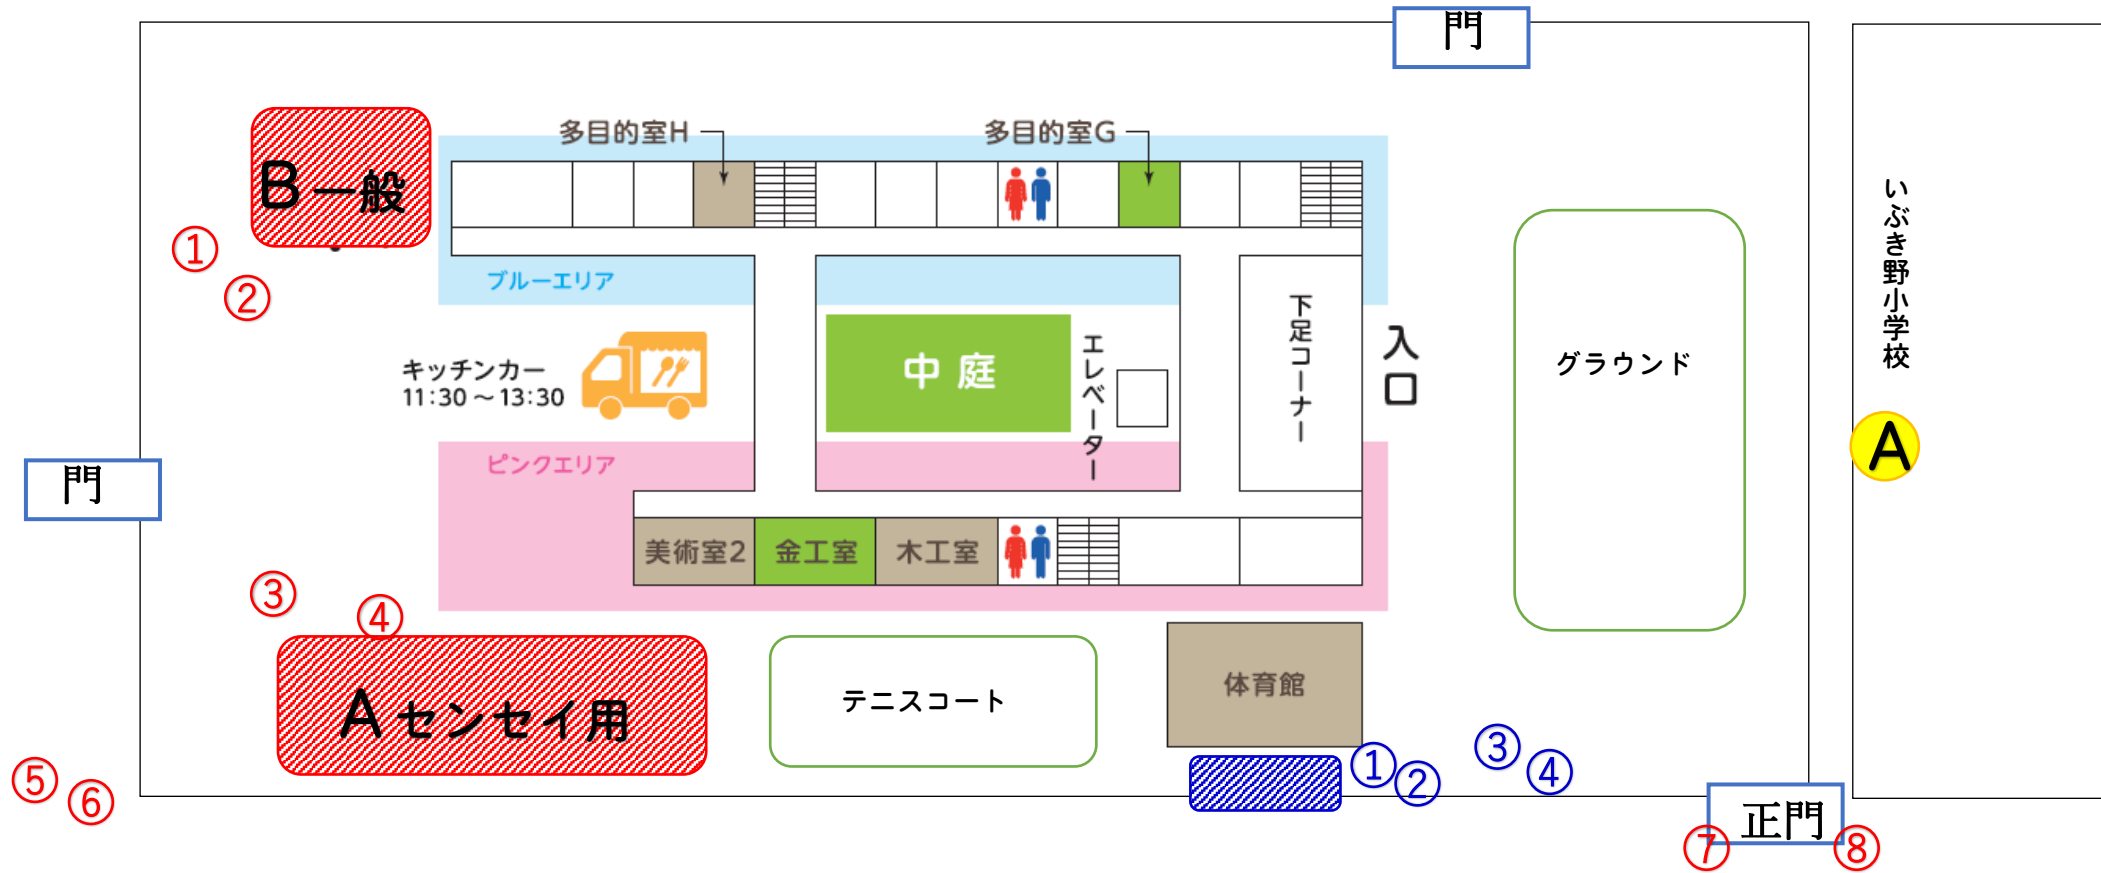 門
多目的室H
多目的室G
B 一般
①
②
ブルーエリア
キッチンカー
11:30～13:30
中庭
エレベーター
下足コーナー
入口
グラウンド
いぶき野小学校
A
門
ピンクエリア
美術室2
金工室
木工室
③
④
A センセイ用
テニスコート
体育館
⑤
⑥
①
②
③
④
正門
⑦
⑧